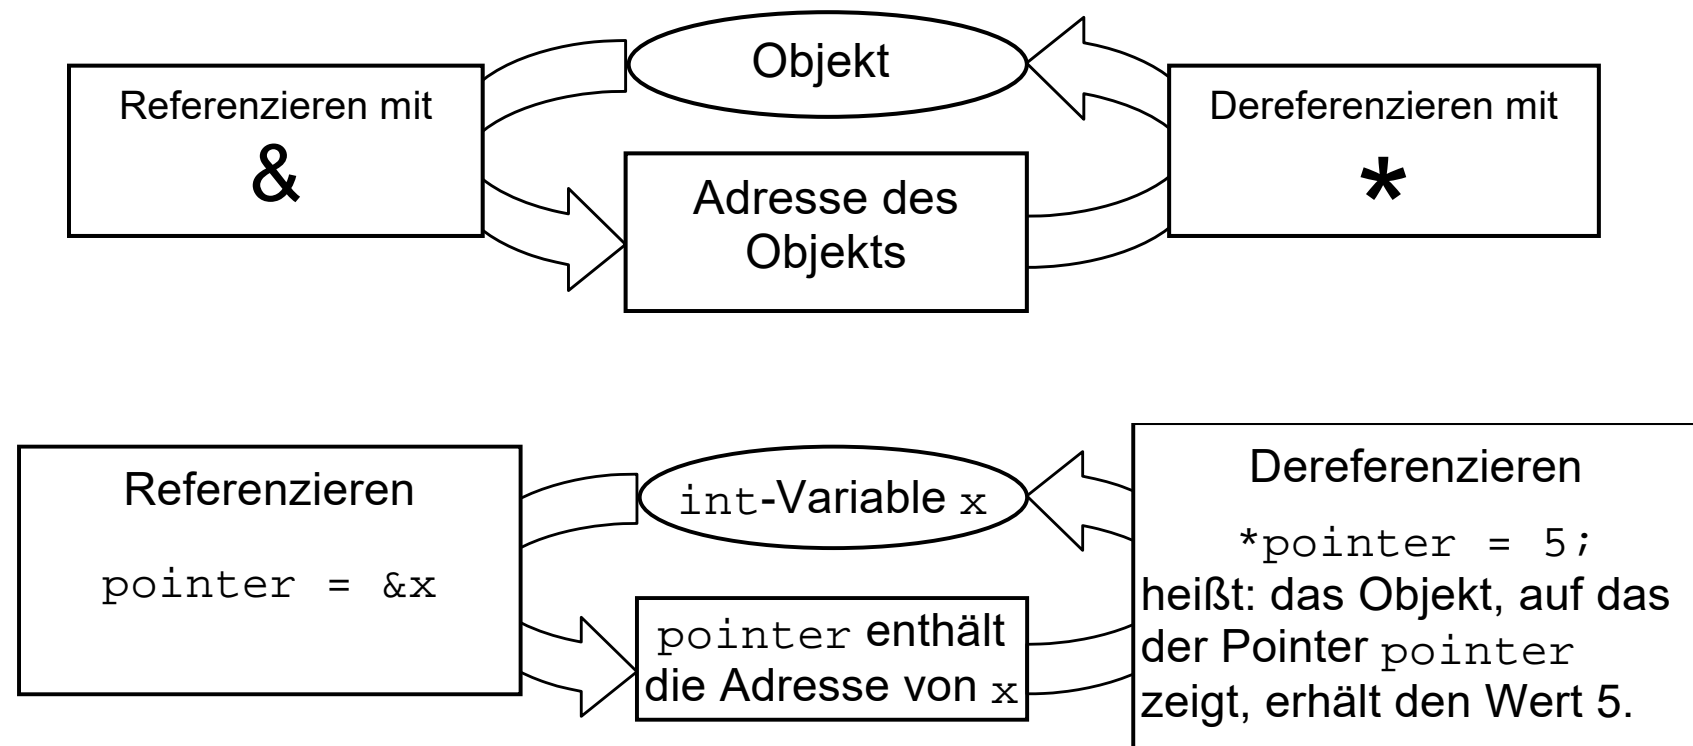 Referenzieren mit
&
Objekt
Adresse des
Objekts
Dereferenzieren mit
*
Referenzieren
pointer = &x
int-Variable x
pointer enthält
die Adresse von x
Dereferenzieren
*pointer = 5;
heißt: das Objekt, auf das
der Pointer pointer
zeigt, erhält den Wert 5.